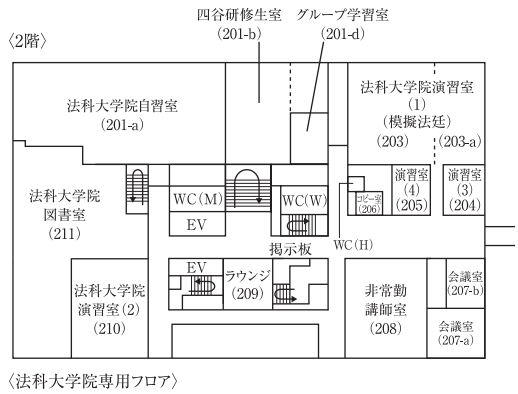 〈2階〉
四谷研修生室
(201-b)
グループ学習室
(201-d)
法科大学院自習室
(201-a)
法科大学院演習室
(1)
(模擬法廷)
(203)
(203-a)
法科大学院
図書室
(211)
WC(M)
EV
WC(W)
コピー室
(206)
演習室
(4)
(205)
演習室
(3)
(204)
掲示板
WC(H)
法科大学院
演習室(2)
(210)
EV
ラウンジ
(209)
非常勤
講師室
(208)
会議室
(207-b)
会議室
(207-a)
〈法科大学院専用フロア〉